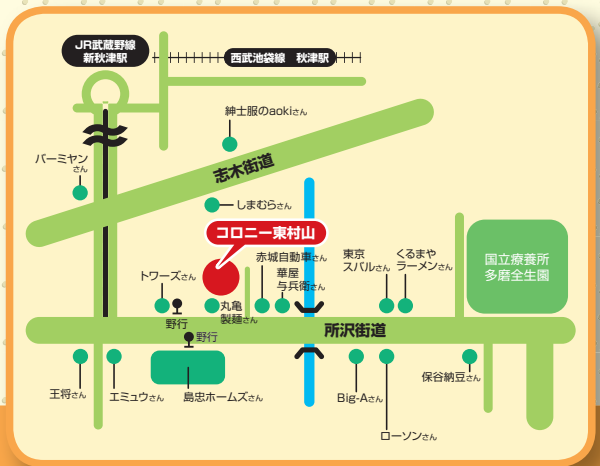 JR武蔵野線
新秋津駅
西武池袋線 秋津駅
紳士服のaokiさん
バーミヤン
さん
志木街道
しまむらさん
コロニー東村山
赤城自動車さん
華屋
与兵衛さん
東京
スバルさん
くるまや
ラーメンさん
国立療養所
多磨全生園
トワーズさん
丸亀
製麺さん
野行
所沢街道
野行
王将さん
エミュウさん
島忠ホームズさん
Big-Aさん
ローソンさん
保谷納豆さん